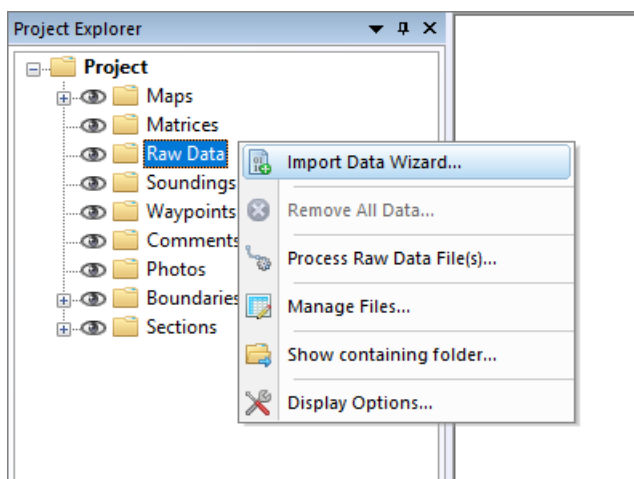 Project Explorer
Project
Maps
Matrices
Raw Data
Soundings
Waypoints
Comments
Photos
Boundaries
Sections
Import Data Wizard...
Remove All Data...
Process Raw Data File(s)...
Manage Files...
Show containing folder...
Display Options...